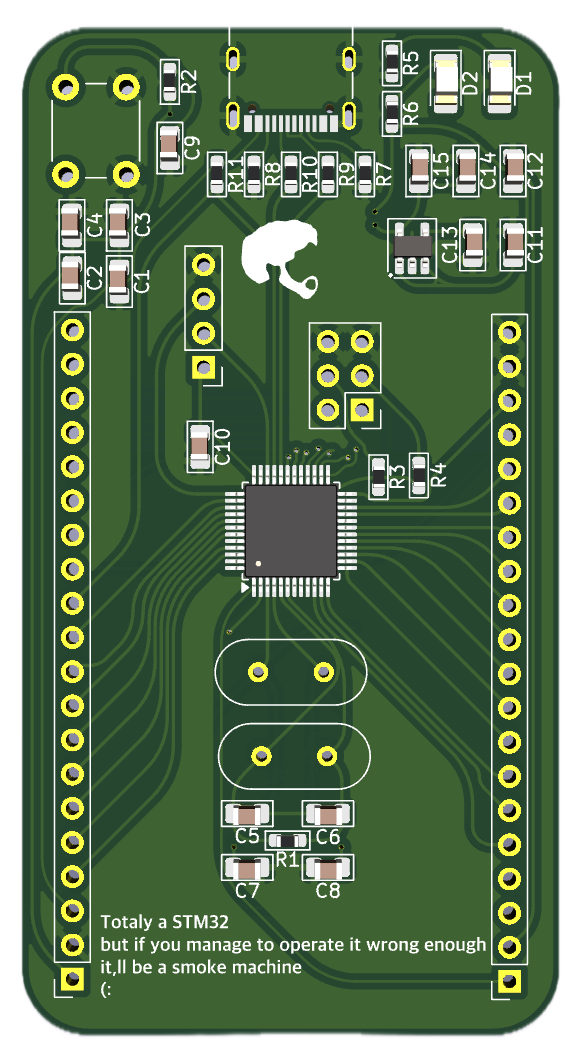 R2
R5
D2
D1
R6
C9
R11
R8
R10
R9
R7
C15
C14
C12
C4
C3
C13
C11
C2
C1
C10
R3
R4
C5
C6
R1
C7
C8
Totaly a STM32
but if you manage to operate it wrong enough
it,ll be a smoke machine
(: